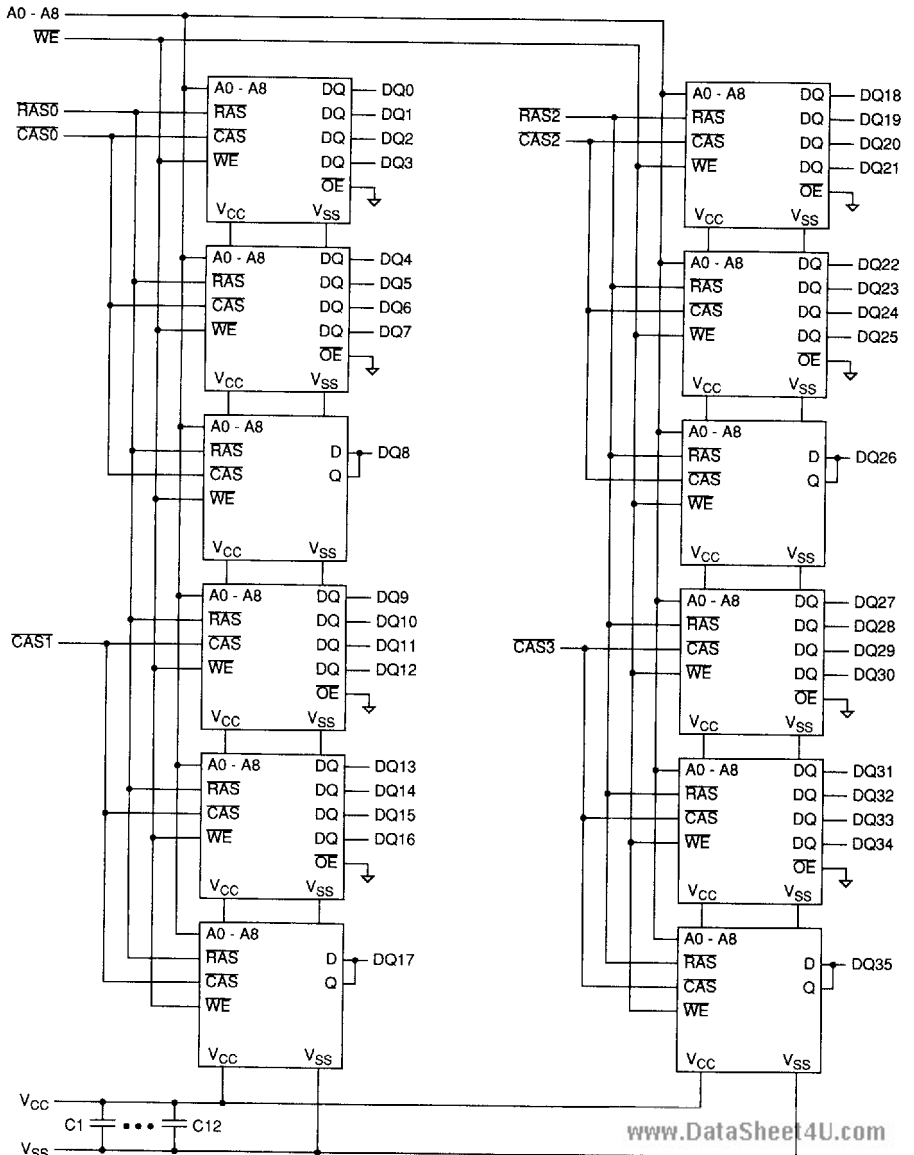 A0 - A8
WE
RAS0
CAS0
A0 - A8 DQ DQ0
RAS DQ DQ1
CAS DQ DQ2
WE DQ DQ3
OE
VCC VSS
A0 - A8 DQ DQ4
RAS DQ DQ5
CAS DQ DQ6
WE DQ DQ7
OE
VCC VSS
A0 - A8
RAS D DQ8
CAS Q
WE
VCC VSS
CAS1
A0 - A8 DQ DQ9
RAS DQ DQ10
CAS DQ DQ11
WE DQ DQ12
OE
VCC VSS
A0 - A8 DQ DQ13
RAS DQ DQ14
CAS DQ DQ15
WE DQ DQ16
OE
VCC VSS
A0 - A8
RAS D DQ17
CAS Q
WE
VCC VSS
RAS2
CAS2
A0 - A8 DQ DQ18
RAS DQ DQ19
CAS DQ DQ20
WE DQ DQ21
OE
VCC VSS
A0 - A8 DQ DQ22
RAS DQ DQ23
CAS DQ DQ24
WE DQ DQ25
OE
VCC VSS
A0 - A8
RAS D DQ26
CAS Q
WE
VCC VSS
CAS3
A0 - A8 DQ DQ27
RAS DQ DQ28
CAS DQ DQ29
WE DQ DQ30
OE
VCC VSS
A0 - A8 DQ DQ31
RAS DQ DQ32
CAS DQ DQ33
WE DQ DQ34
OE
VCC VSS
A0 - A8
RAS D DQ35
CAS Q
WE
VCC VSS
VCC
C1 C12
VSS
www.DataSheet4U.com